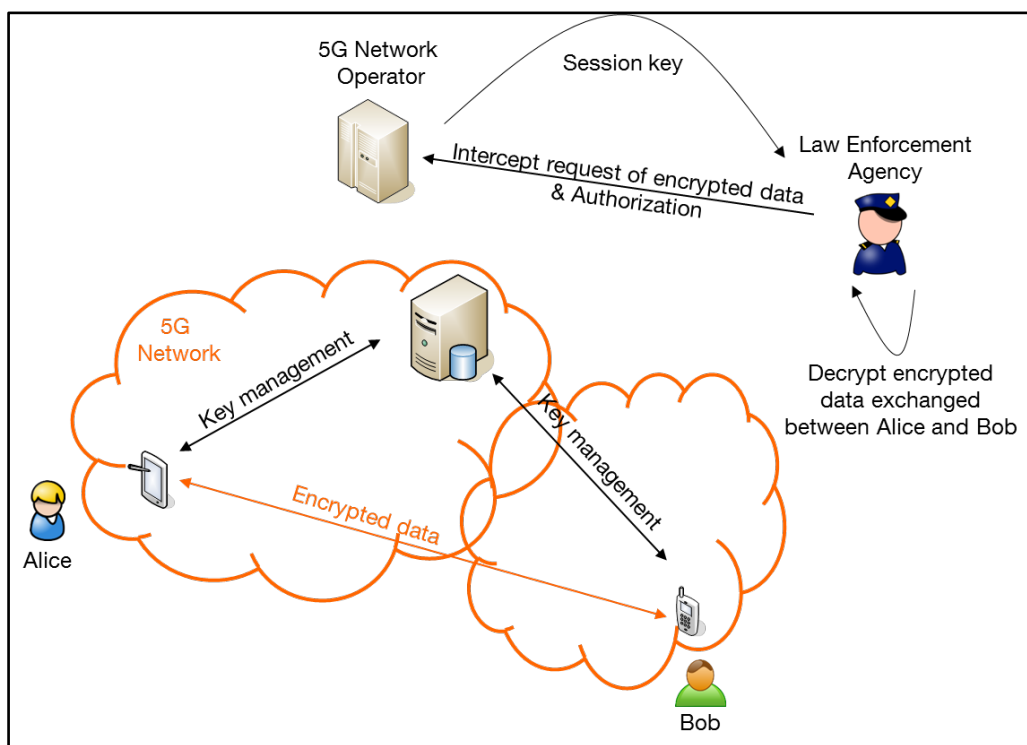 5G Network
Operator
Session key
Law Enforcement
Agency
Intercept request of encrypted data
& Authorization
5G
Network
Key management
Key management
Decrypt encrypted
data exchanged
between Alice and Bob
Encrypted data
Alice
Bob